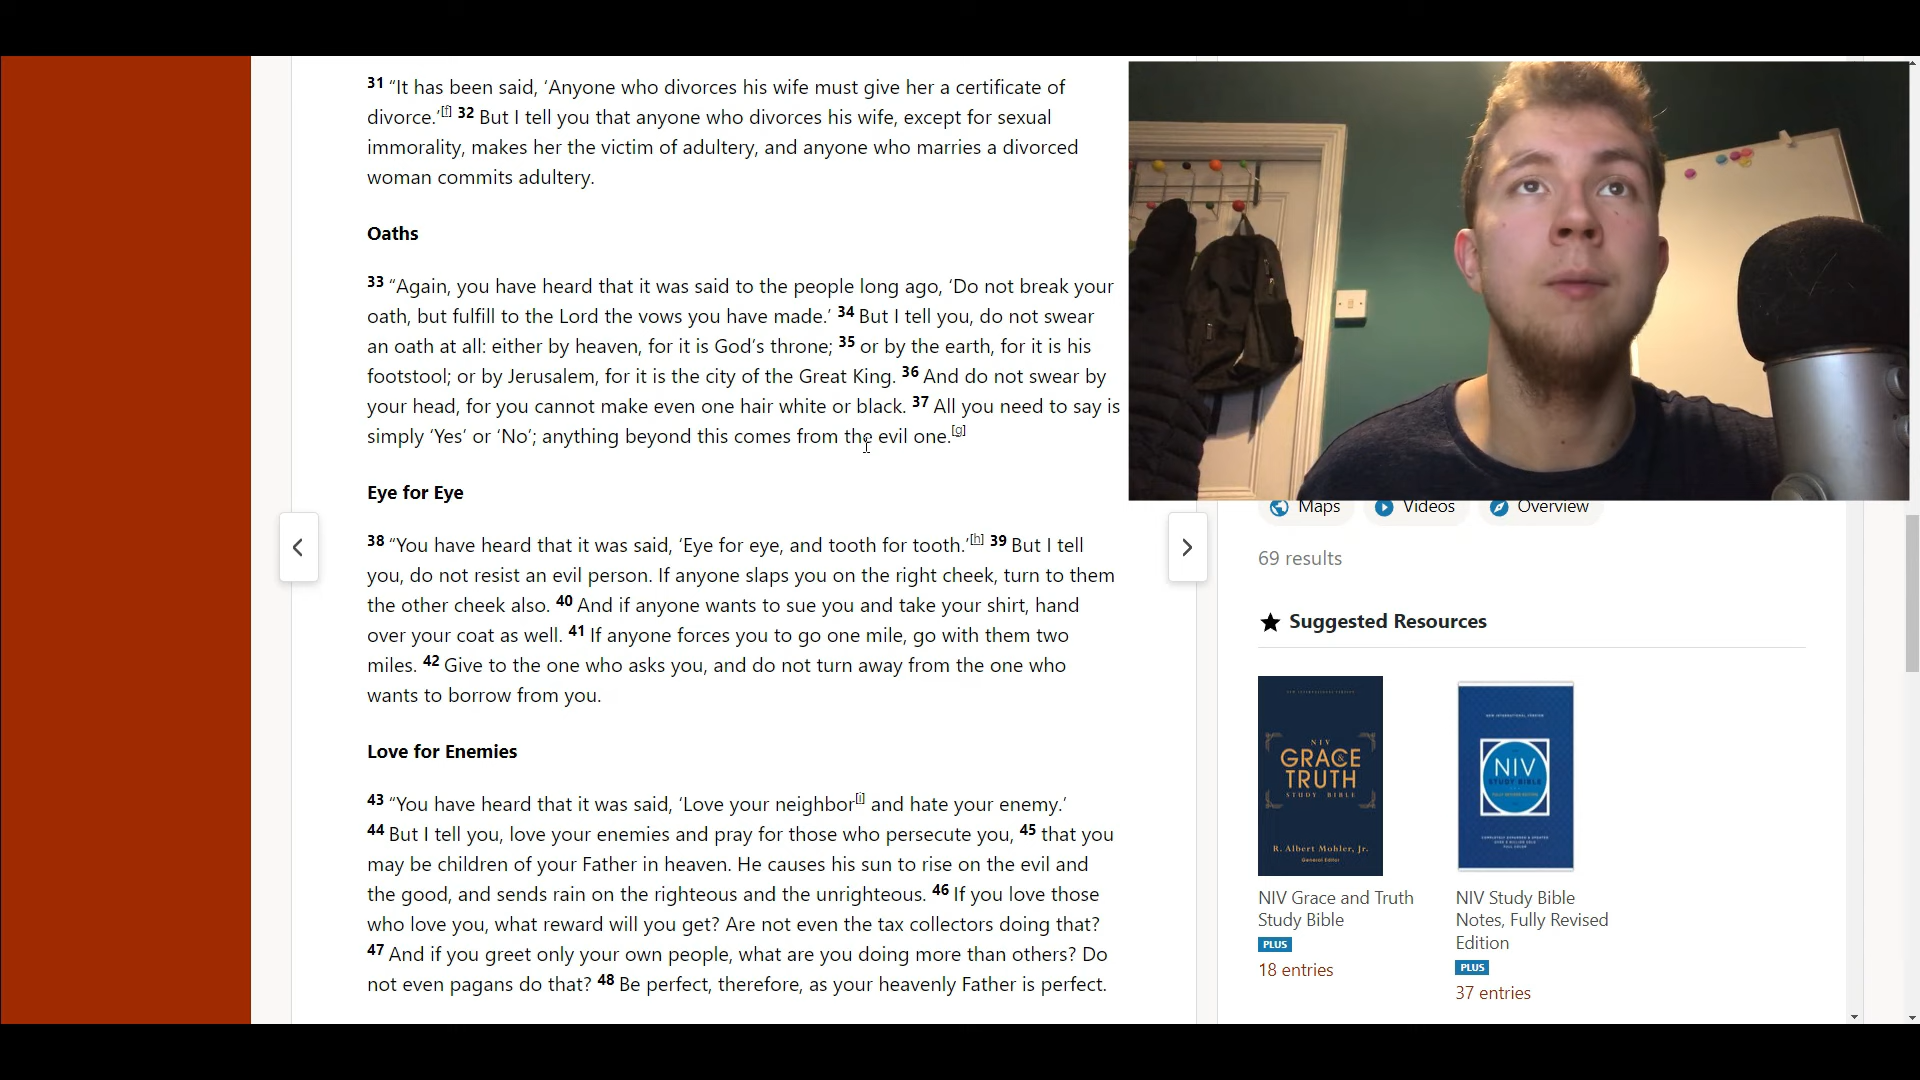 31 “It has been said, ‘Anyone who divorces his wife must give her a certificate of
divorce.’[f] 32 But I tell you that anyone who divorces his wife, except for sexual
immorality, makes her the victim of adultery, and anyone who marries a divorced
woman commits adultery.
Oaths
33 “Again, you have heard that it was said to the people long ago, ‘Do not break your
oath, but fulfill to the Lord the vows you have made.’ 34 But I tell you, do not swear
an oath at all: either by heaven, for it is God’s throne; 35 or by the earth, for it is his
footstool; or by Jerusalem, for it is the city of the Great King. 36 And do not swear by
your head, for you cannot make even one hair white or black. 37 All you need to say is
simply ‘Yes’ or ‘No’; anything beyond this comes from the evil one.[g]
Eye for Eye
38 “You have heard that it was said, ‘Eye for eye, and tooth for tooth.’[h] 39 But I tell
you, do not resist an evil person. If anyone slaps you on the right cheek, turn to them
the other cheek also. 40 And if anyone wants to sue you and take your shirt, hand
over your coat as well. 41 If anyone forces you to go one mile, go with them two
miles. 42 Give to the one who asks you, and do not turn away from the one who
wants to borrow from you.
Love for Enemies
43 “You have heard that it was said, ‘Love your neighbor[i] and hate your enemy.’
44 But I tell you, love your enemies and pray for those who persecute you, 45 that you
may be children of your Father in heaven. He causes his sun to rise on the evil and
the good, and sends rain on the righteous and the unrighteous. 46 If you love those
who love you, what reward will you get? Are not even the tax collectors doing that?
47 And if you greet only your own people, what are you doing more than others? Do
not even pagans do that? 48 Be perfect, therefore, as your heavenly Father is perfect.
Maps Videos Overview
69 results
Suggested Resources
NIV
GRACE &
TRUTH
STUDY BIBLE
R. Albert Mohler, Jr.
General Editor
NIV Grace and Truth
Study Bible
PLUS
18 entries
NIV
STUDY BIBLE
NIV Study Bible
Notes, Fully Revised
Edition
PLUS
37 entries